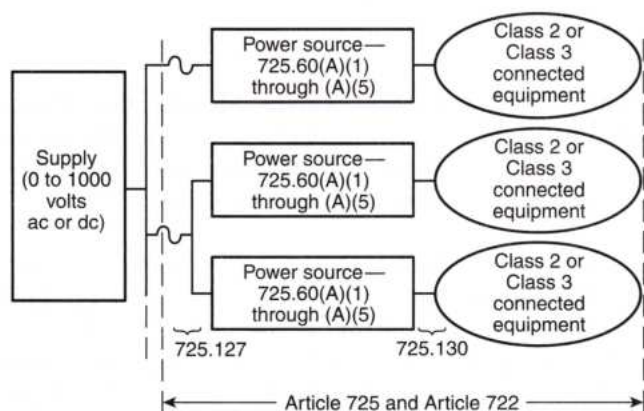 Supply
(0 to 1000
volts
ac or dc)
Power source—
725.60(A)(1)
through (A)(5)
Class 2 or
Class 3
connected
equipment
Power source—
725.60(A)(1)
through (A)(5)
Class 2 or
Class 3
connected
equipment
Power source—
725.60(A)(1)
through (A)(5)
Class 2 or
Class 3
connected
equipment
725.127
725.130
Article 725 and Article 722